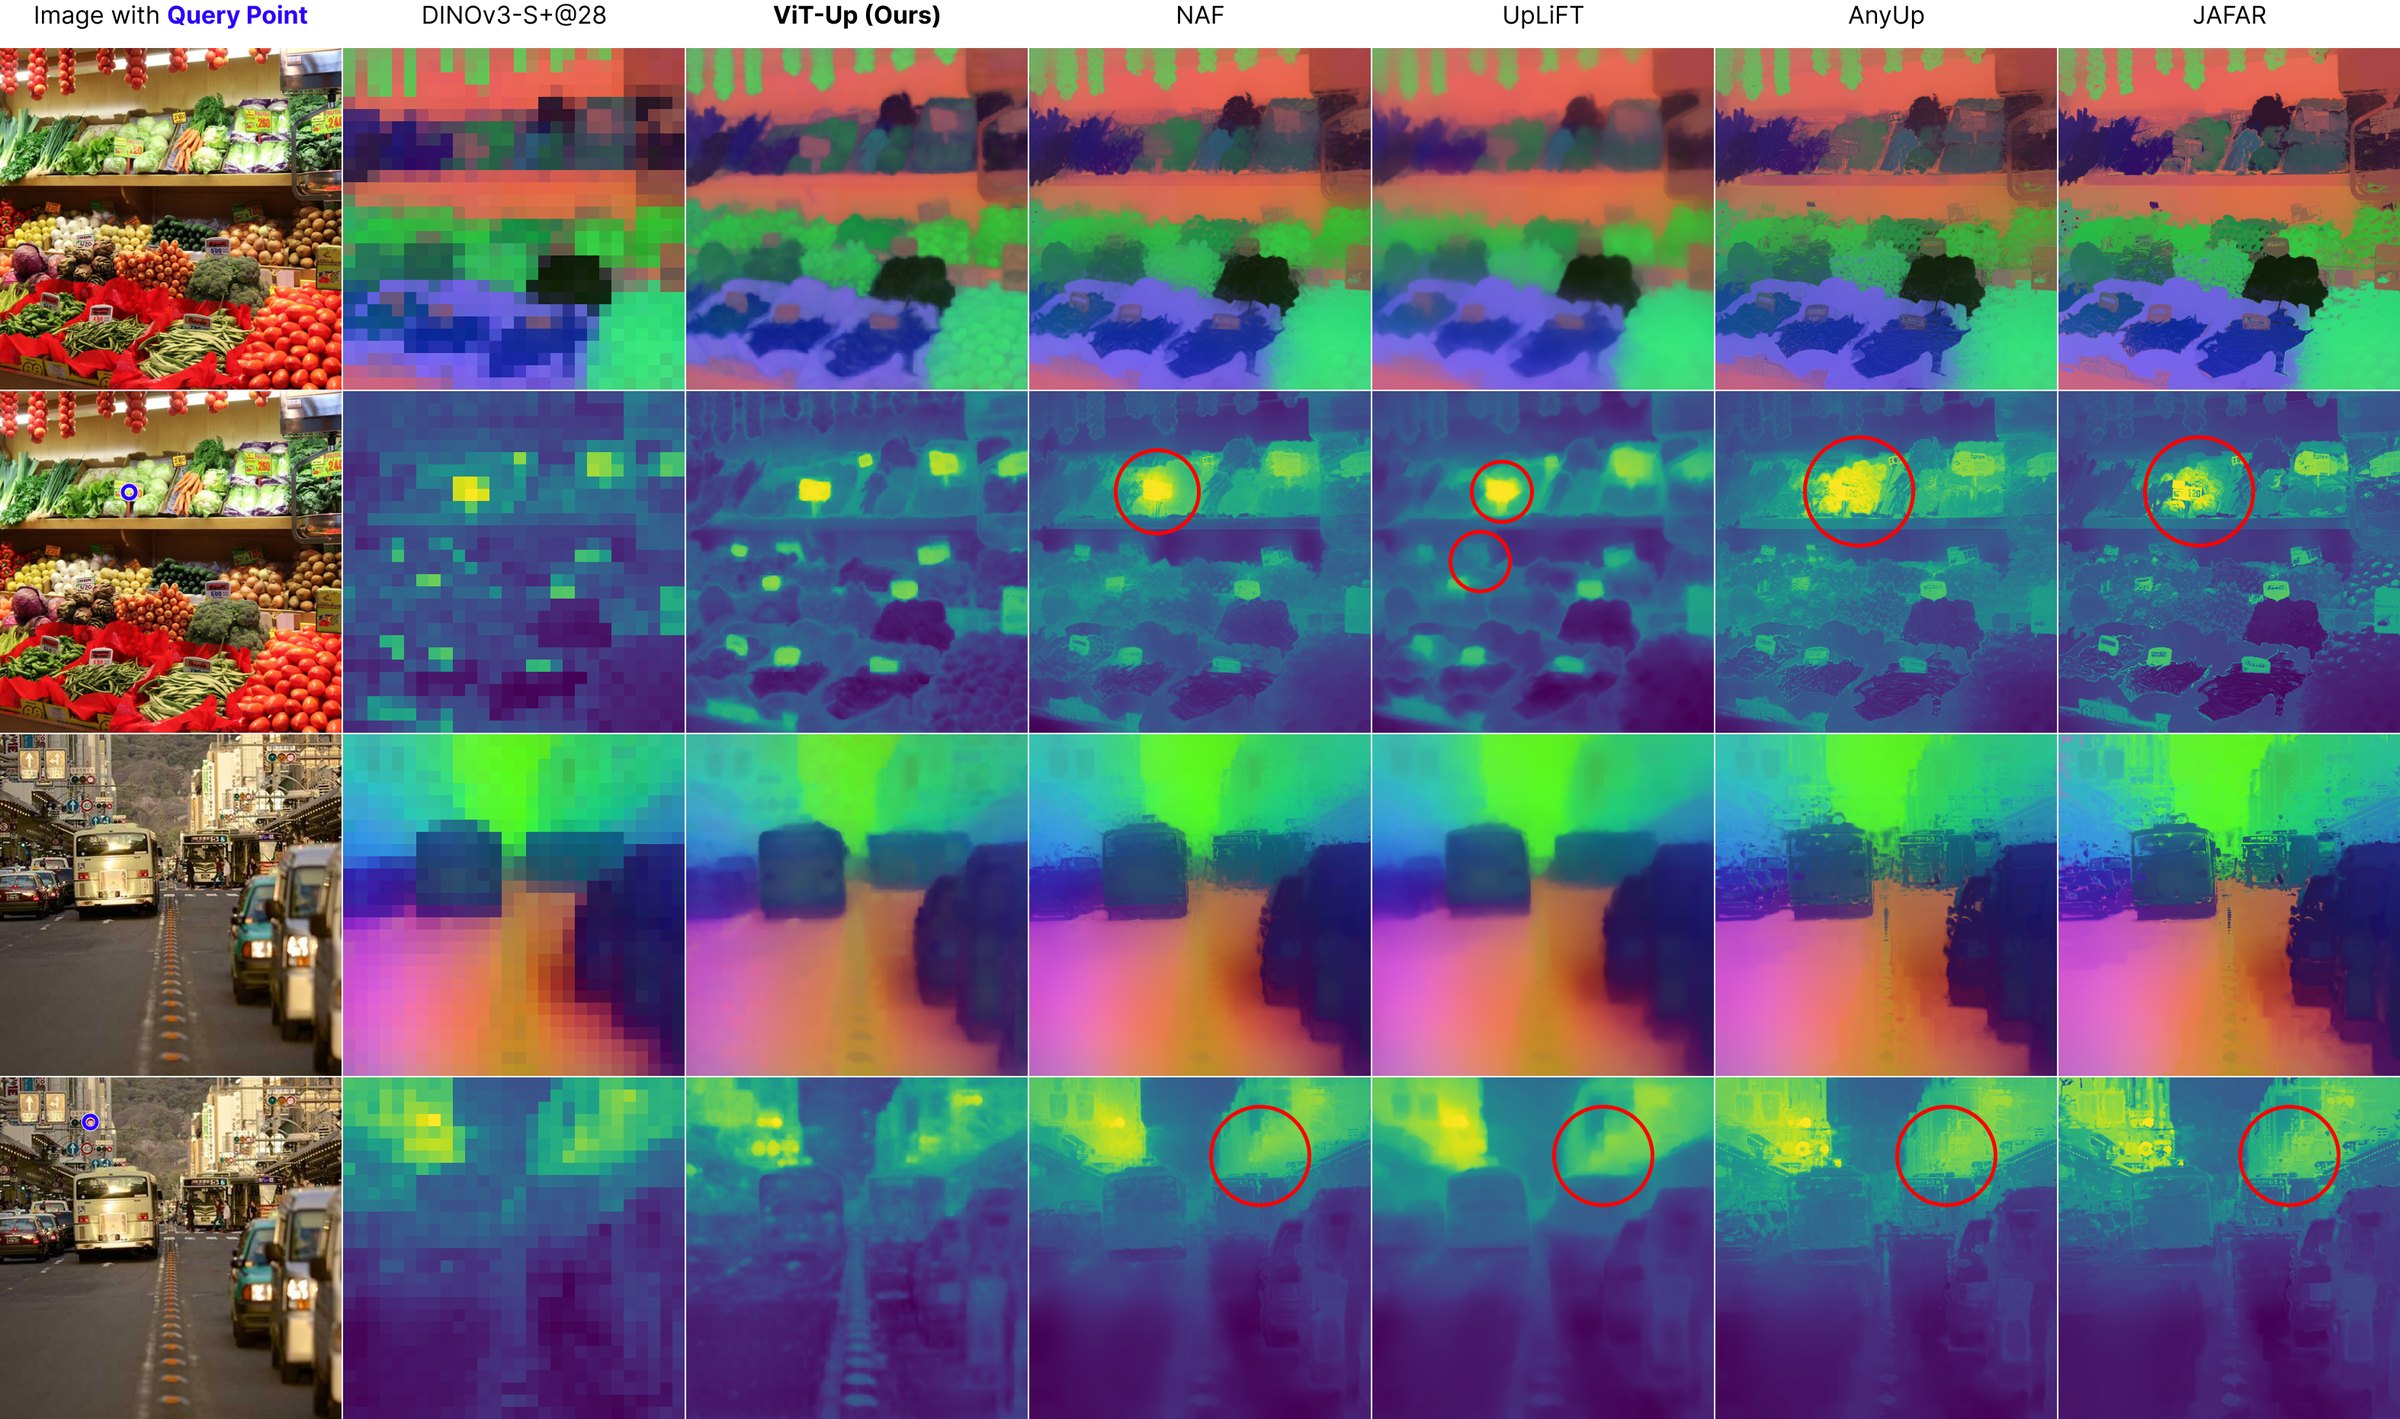 Image with Query Point
DINOv3-S+@28
ViT-Up (Ours)
NAF
UpLiFT
AnyUp
JAFAR